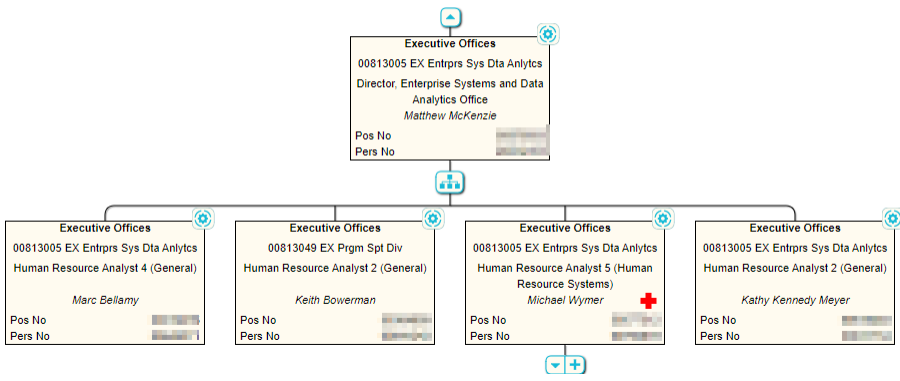 Executive Offices
00813005 EX Entrprs Sys Dta Anlytcs
Director, Enterprise Systems and Data
Analytics Office
Matthew McKenzie
Pos No
Pers No
Executive Offices
00813005 EX Entrprs Sys Dta Anlytcs
Human Resource Analyst 4 (General)
Marc Bellamy
Pos No
Pers No
Executive Offices
00813049 EX Prgm Spt Div
Human Resource Analyst 2 (General)
Keith Bowerman
Pos No
Pers No
Executive Offices
00813005 EX Entrprs Sys Dta Anlytcs
Human Resource Analyst 5 (Human
Resource Systems)
Michael Wymer
Pos No
Pers No
Executive Offices
00813005 EX Entrprs Sys Dta Anlytcs
Human Resource Analyst 2 (General)
Kathy Kennedy Meyer
Pos No
Pers No